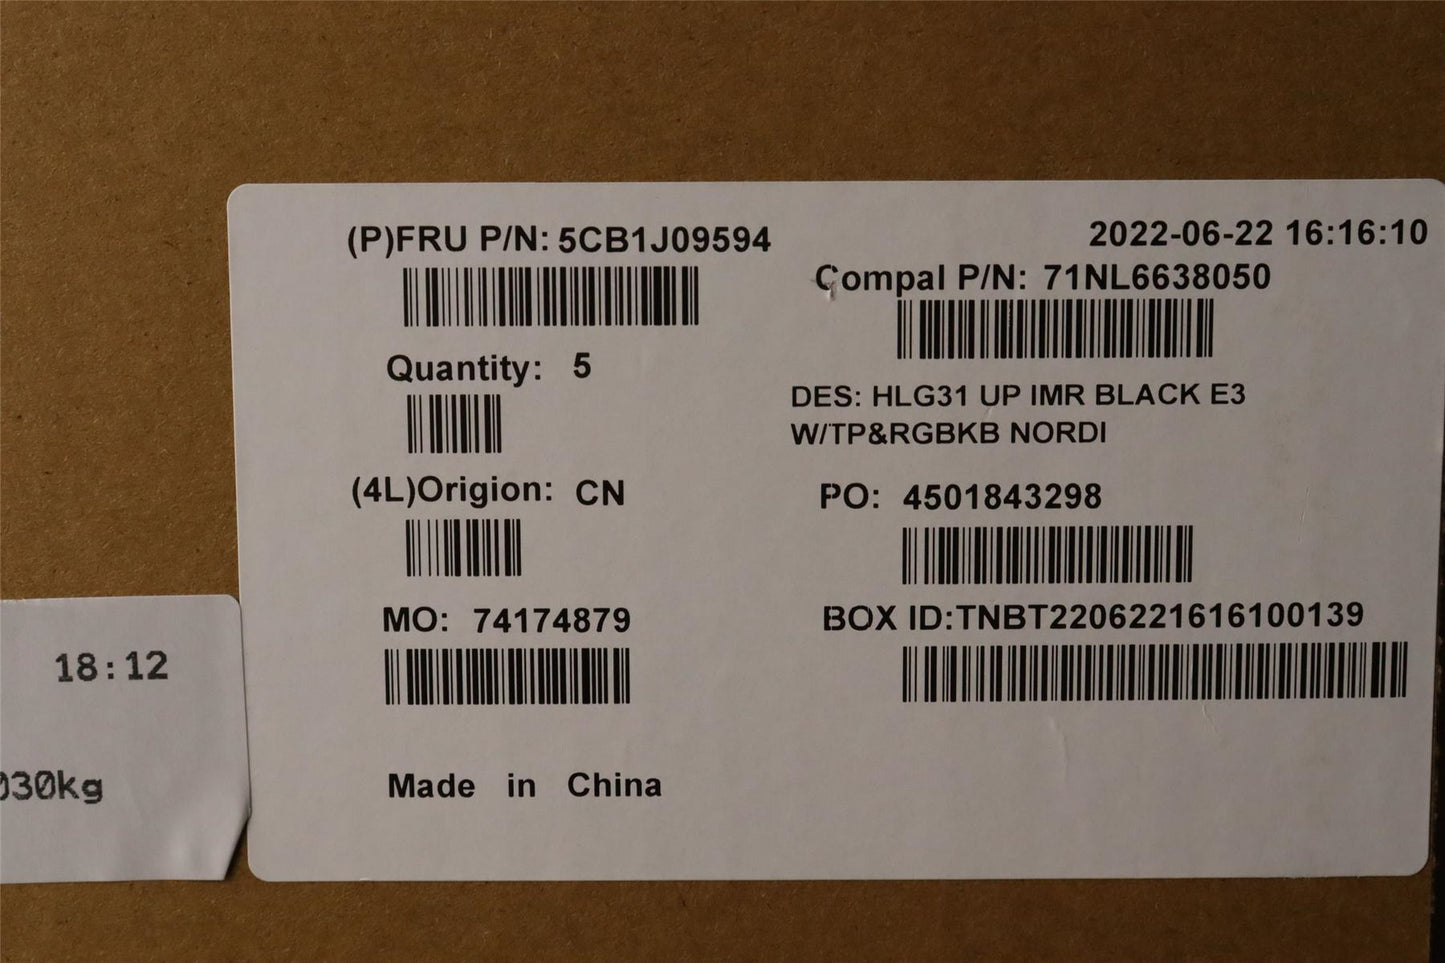 (P)FRU P/N: 5CB1J09594
2022-06-22 16:16:10
Compal P/N: 71NL6638050
Quantity: 5
DES: HLG31 UP IMR BLACK E3
W/TP&RGBKB NORDI
(4L)Origion: CN
PO: 4501843298
MO: 74174879
BOX ID:TNBT2206221616100139
Made in China
18:12
030kg